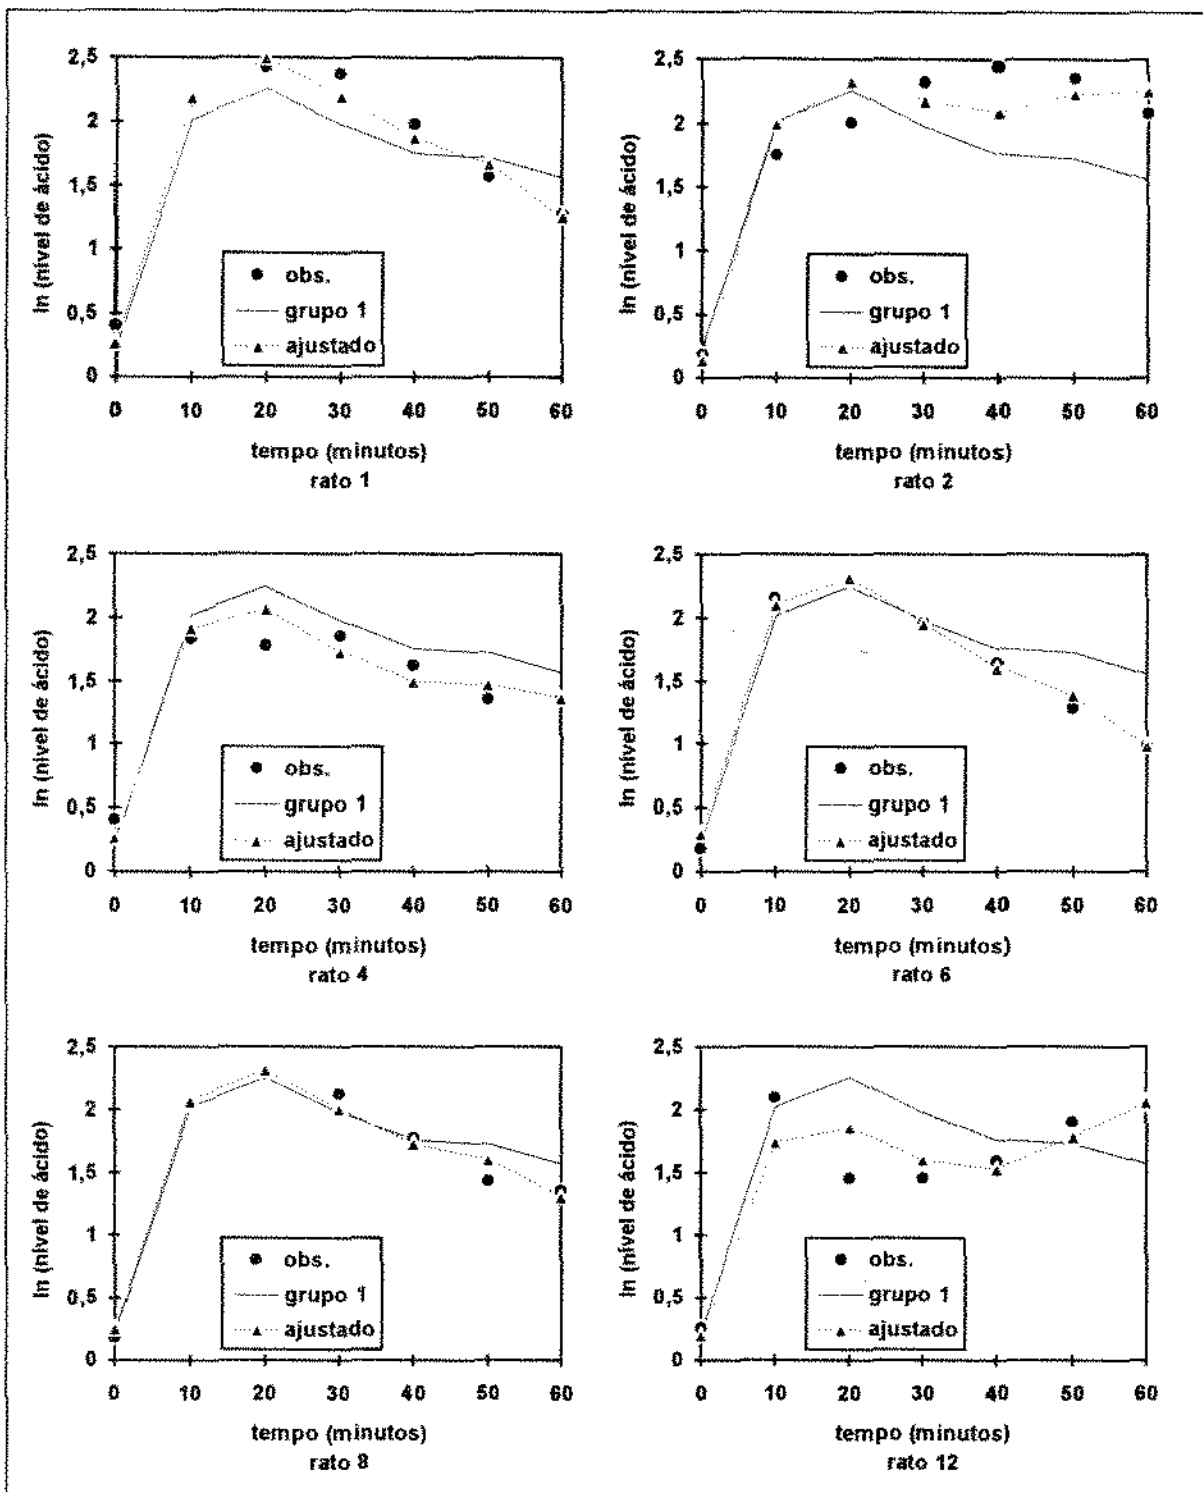 2,5
2
1,5
1
0,5
0
ln (nível de ácido)
obs.
grupo 1
ajustado
0 10 20 30 40 50 60
tempo (minutos)
rato 1
2,5
2
1,5
1
0,5
0
ln (nível de ácido)
obs.
grupo 1
ajustado
0 10 20 30 40 50 60
tempo (minutos)
rato 2
2,5
2
1,5
1
0,5
0
ln (nível de ácido)
obs.
grupo 1
ajustado
0 10 20 30 40 50 60
tempo (minutos)
rato 4
2,5
2
1,5
1
0,5
0
ln (nível de ácido)
obs.
grupo 1
ajustado
0 10 20 30 40 50 60
tempo (minutos)
rato 6
2,5
2
1,5
1
0,5
0
ln (nível de ácido)
obs.
grupo 1
ajustado
0 10 20 30 40 50 60
tempo (minutos)
rato 8
2,5
2
1,5
1
0,5
0
ln (nível de ácido)
obs.
grupo 1
ajustado
0 10 20 30 40 50 60
tempo (minutos)
rato 12